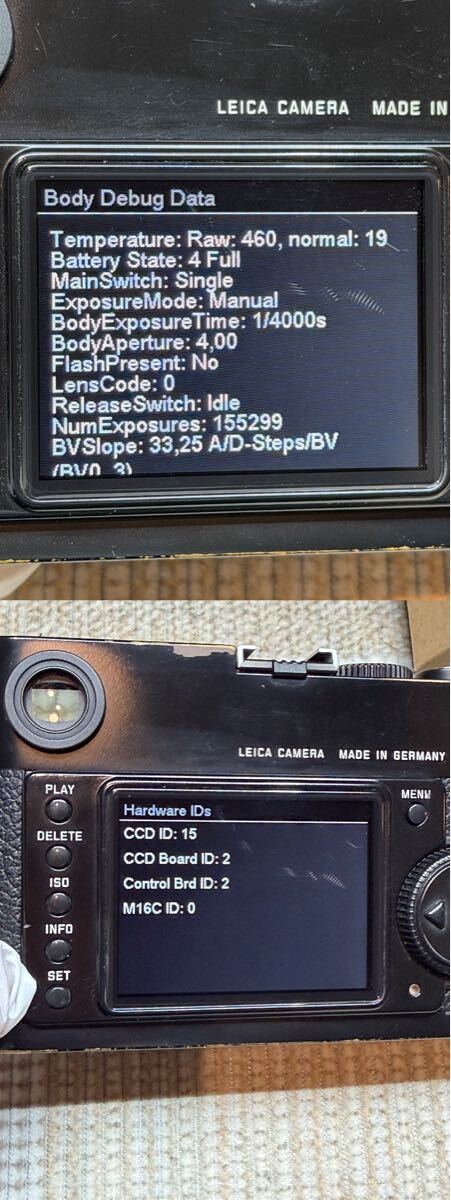 LEICA CAMERA MADE IN
Body Debug Data
Temperature: Raw: 460, normal: 19
Battery State: 4 Full
MainSwitch: Single
ExposureMode: Manual
BodyExposureTime: 1/4000s
BodyAperture: 4,00
FlashPresent: No
LensCode: 0
ReleaseSwitch: Idle
NumExposures: 155299
BVSlope: 33,25 A/D-Steps/BV
LEICA CAMERA MADE IN GERMANY
PLAY
MENU
Hardware IDs
CCD ID: 15
DELETE
CCD Board ID: 2
ISO
Control Brd ID: 2
M16C ID: 0
INFO
SET